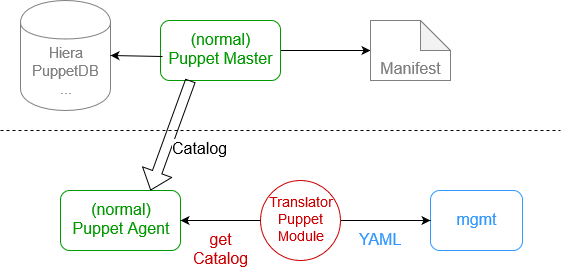 Hiera
PuppetDB
...
(normal)
Puppet Master
Manifest
Catalog
(normal)
Puppet Agent
get
Catalog
Translator
Puppet
Module
YAML
mgmt